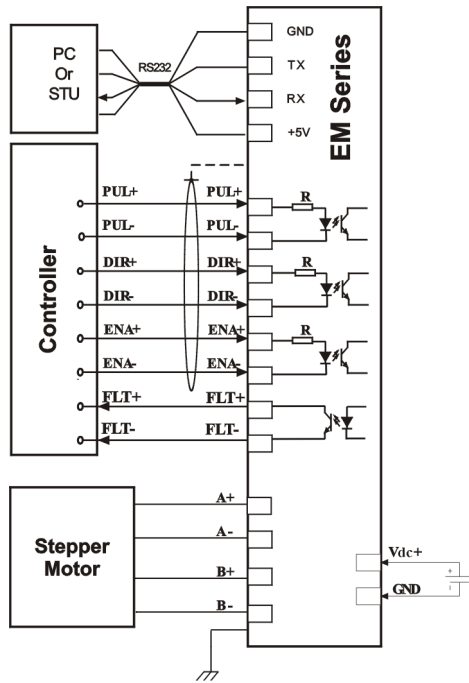 PC
Or
STU
RS232
GND
TX
RX
+5V
EM Series
Controller
PUL+ PUL+ R
PUL- PUL-
DIR+ DIR+ R
DIR- DIR-
ENA+ ENA+ R
ENA- ENA-
FLT+ FLT+
FLT- FLT-
Stepper
Motor
A+
A-
B+
B-
Vdc+
+
GND
-